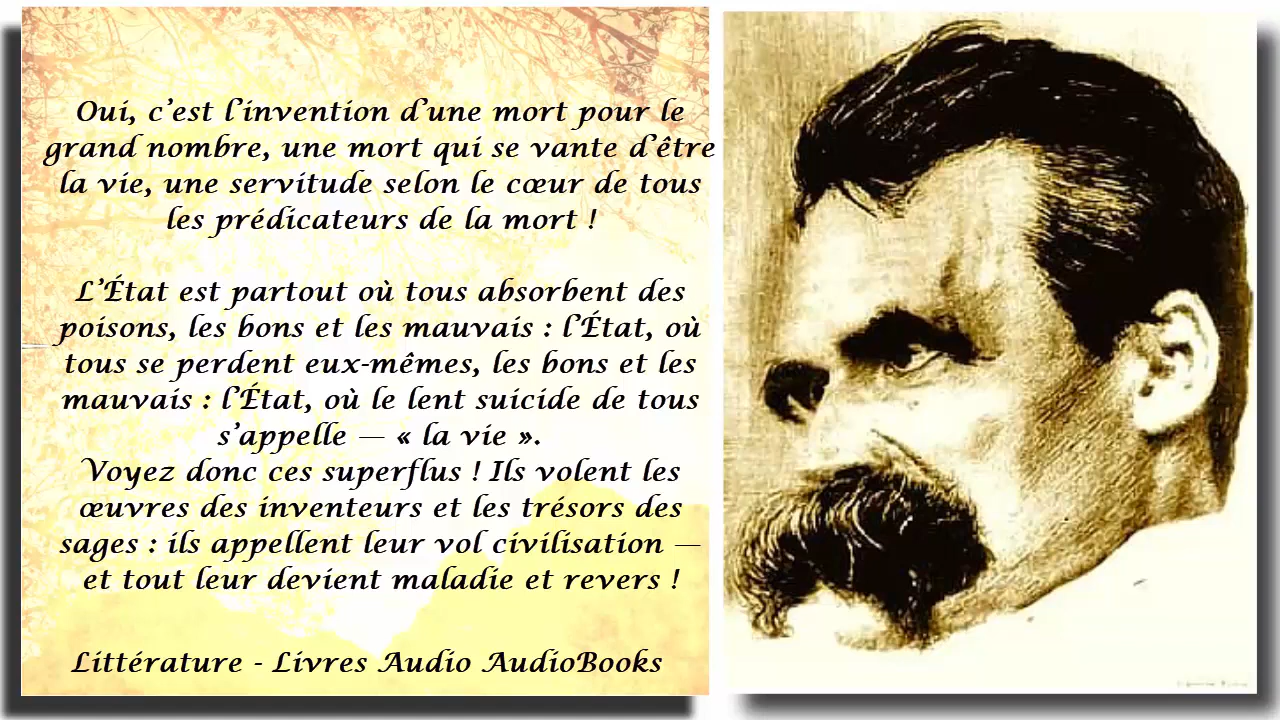 Oui, c'est l'invention d'une mort pour le
grand nombre, une mort qui se vante d'être
la vie, une servitude selon le cœur de tous
les prédicateurs de la mort !
L'État est partout où tous absorbent des
poisons, les bons et les mauvais : l'État, où
tous se perdent eux-mêmes, les bons et les
mauvais : l'État, où le lent suicide de tous
s'appelle — « la vie ».
Voyez donc ces superflus ! Ils volent les
œuvres des inventeurs et les trésors des
sages : ils appellent leur vol civilisation —
et tout leur devient maladie et revers !
Littérature - Livres Audio AudioBooks